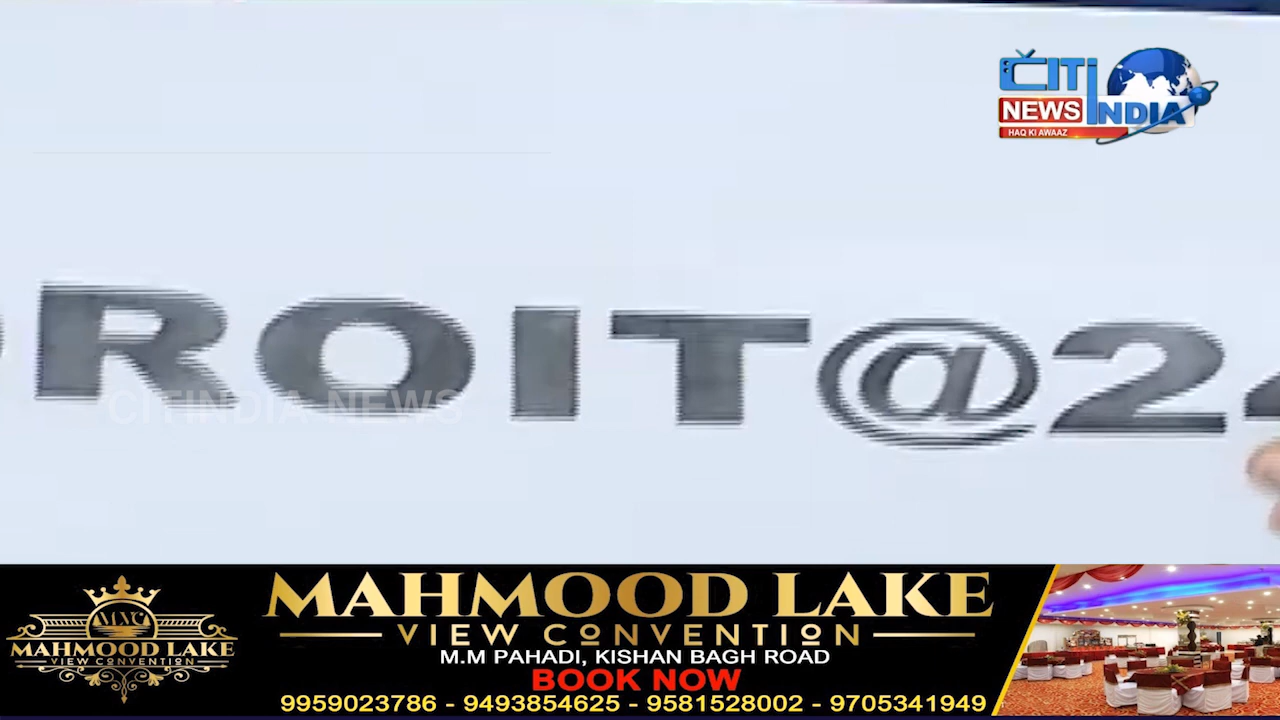 CITI
NEWS INDIA
HAQ KI AWAAZ
ROIT@2
CITIINDIA NEWS
MAHMOOD LAKE
VIEW CONVENTION
M.M PAHADI, KISHAN BAGH ROAD
BOOK NOW
9959023786 - 9493854625 - 9581528002 - 9705341949
MAHMOOD LAKE
VIEW CONVENTION